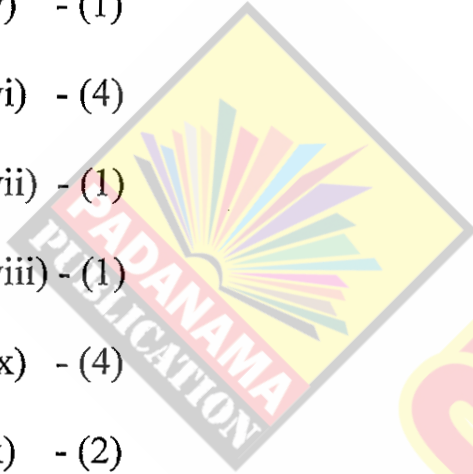 ) - (1)
vi) - (4)
vii) - (1)
viii) - (1)
x) - (4)
) - (2)
PADANAMA
PUBLICATION